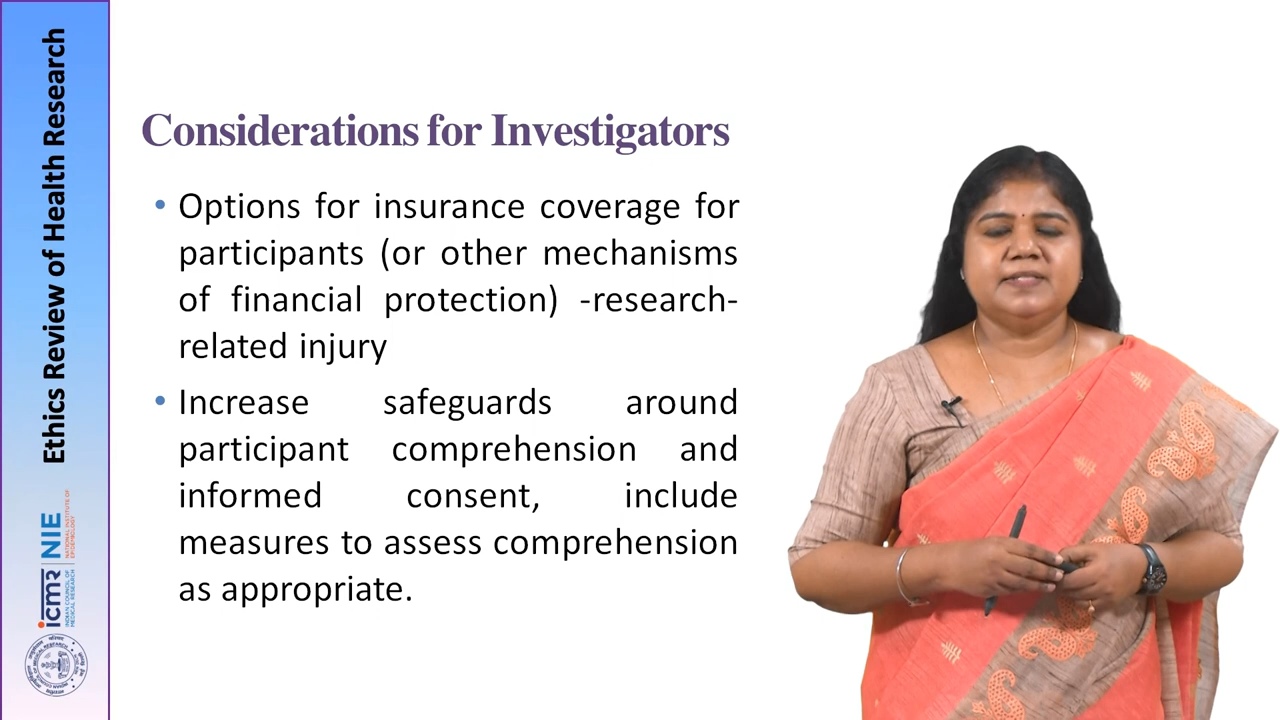 Ethics Review of Health Research
icmr
INDIAN COUNCIL OF
MEDICAL RESEARCH
NIE
NATIONAL INSTITUTE OF
EPIDEMIOLOGY
Considerations for Investigators
• Options for insurance coverage for
participants (or other mechanisms
of financial protection) -research-
related injury
• Increase safeguards around
participant comprehension and
informed consent, include
measures to assess comprehension
as appropriate.